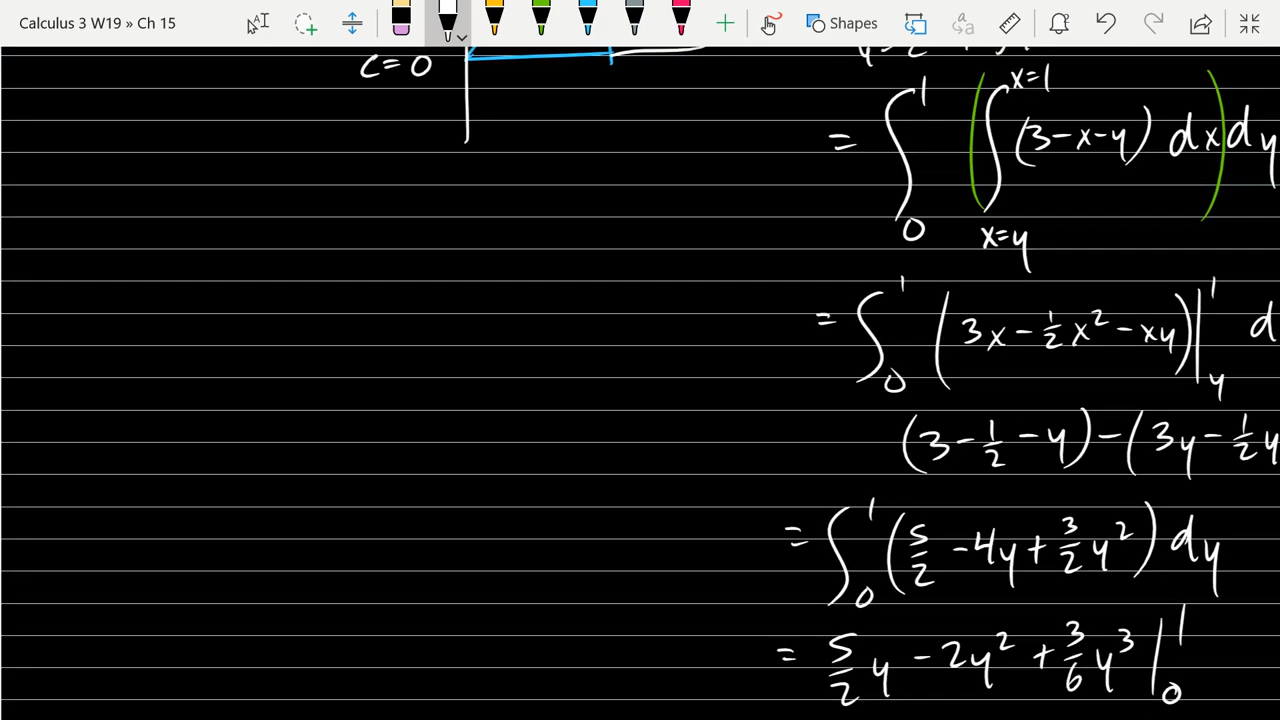 Calculus 3 W19 » Ch 15
Shapes
c=0
= ∫₀¹ (∫_{x=y}^{x=1} (3-x-y) dx) dy
= ∫₀¹ (3x - ½x² - xy)|_y^1 d
(3 - ½ - y) - (3y - ½y
= ∫₀¹ (5/2 - 4y + 3/2 y²) dy
= 5/2 y - 2y² + 3/6 y³ |₀¹